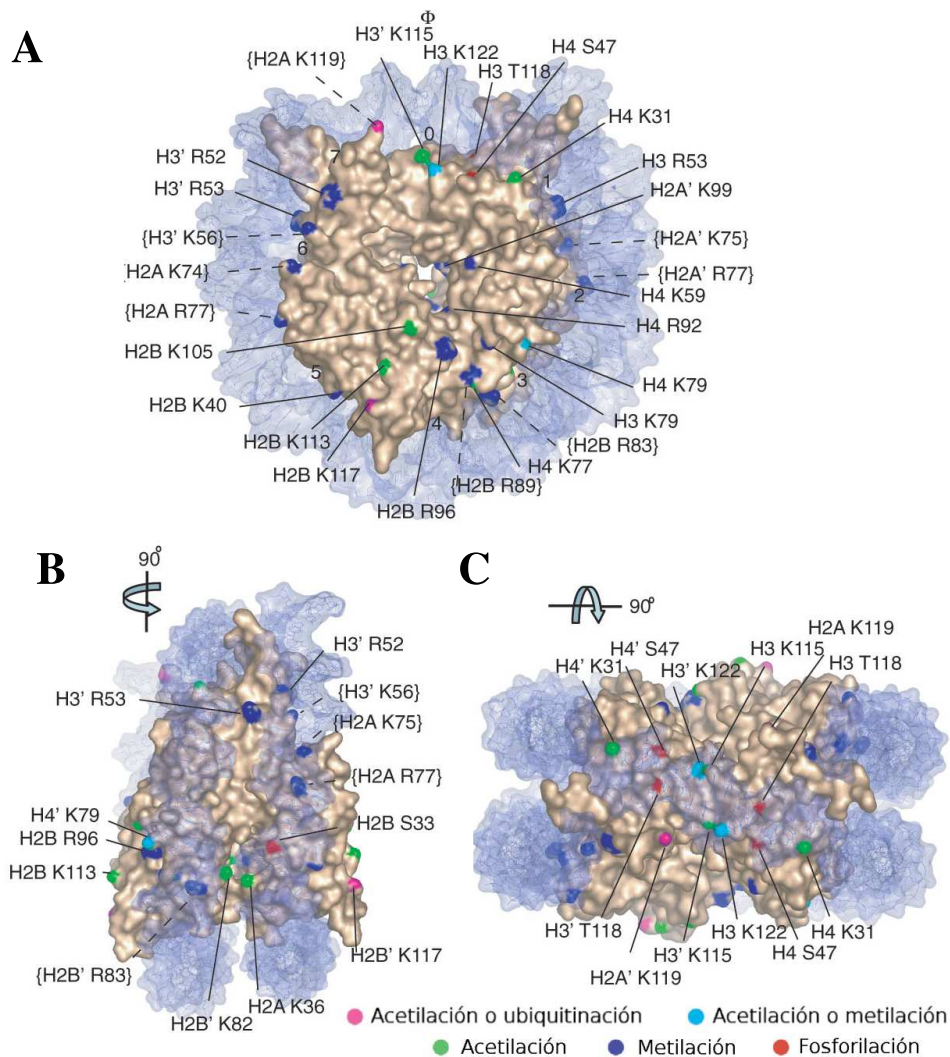 A
Φ
H3' K115
H3 K122
H4 S47
{H2A K119}
H3 T118
H4 K31
H3' R52
H3 R53
H3' R53
H2A' K99
{H3' K56}
{H2A' K75}
{H2A K74}
{H2A' R77}
{H2A R77}
H4 K59
H2B K105
H4 R92
H4 K79
H2B K40
H3 K79
H2B K113
{H2B R83}
H2B K117
H4 K77
{H2B R89}
H2B R96
0
1
2
3
4
5
6
7
B
90°
H3' R52
H3' R53
{H3' K56}
{H2A K75}
{H2A R77}
H4' K79
H2B S33
H2B R96
H2B K113
H2B' K117
{H2B' R83}
H2A K36
H2B' K82
C
90°
H2A K119
H4' S47
H3 K115
H4' K31
H3' K122
H3 T118
H3' T118
H4 K31
H3 K122
H3' K115
H4 S47
H2A' K119
Acetilación o ubiquitinación
Acetilación o metilación
Acetilación
Metilación
Fosforilación